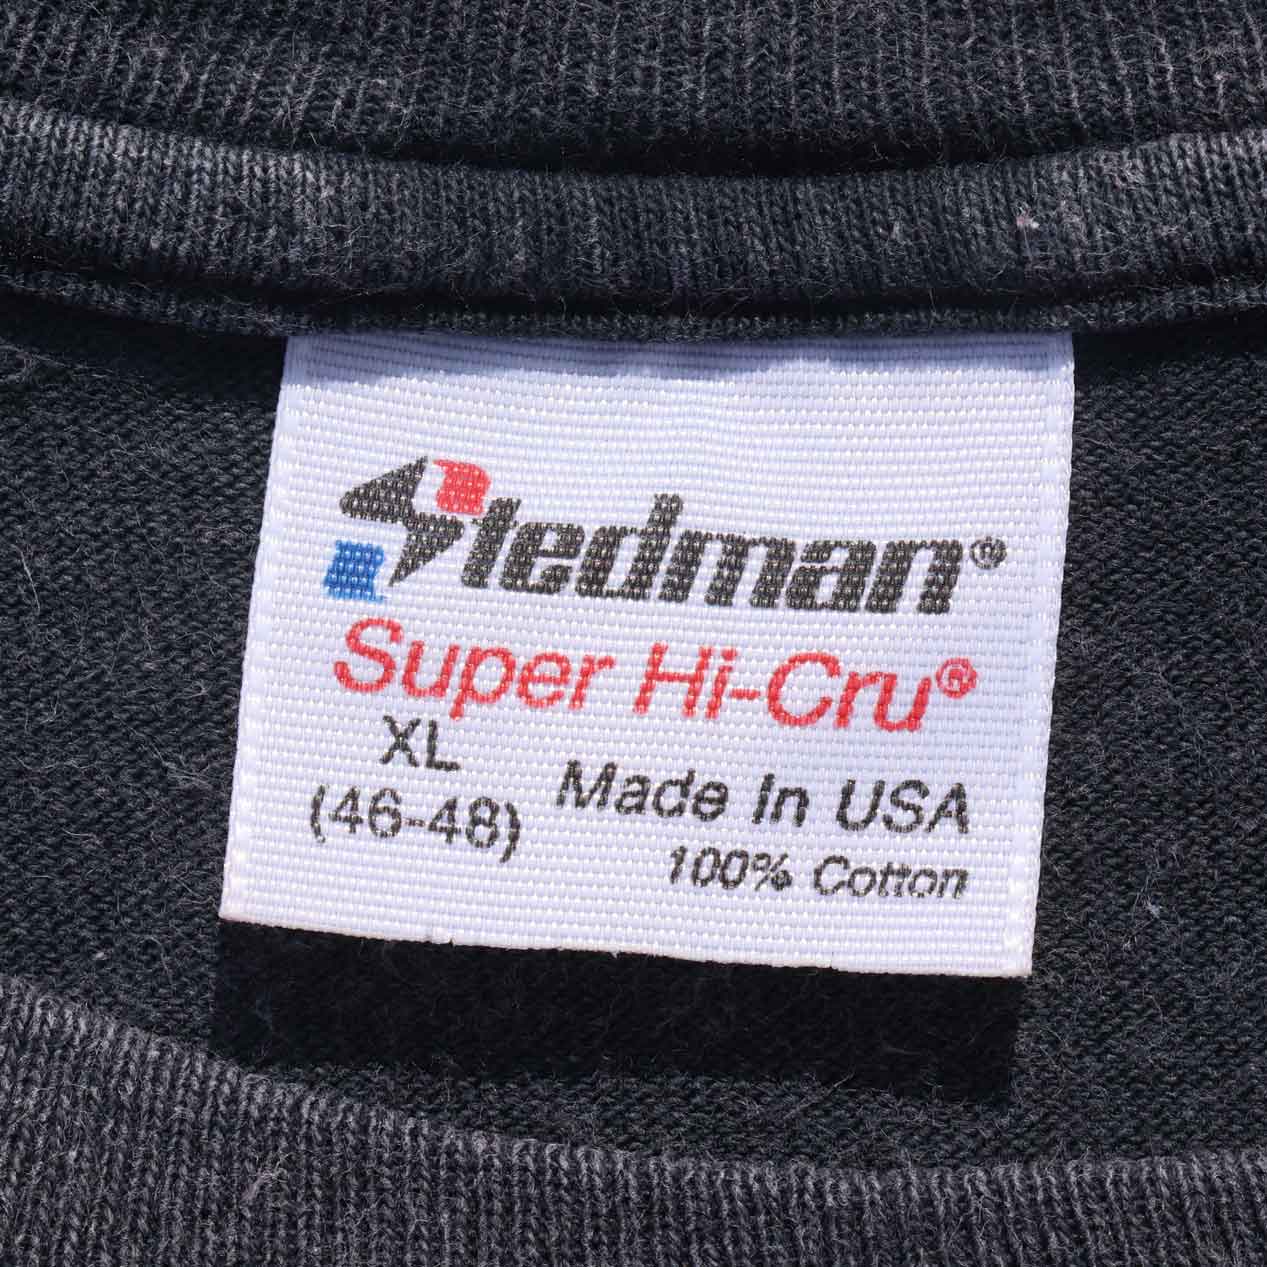 Stedman®
Super Hi-Cru®
XL
(46-48)
Made In USA
100% Cotton